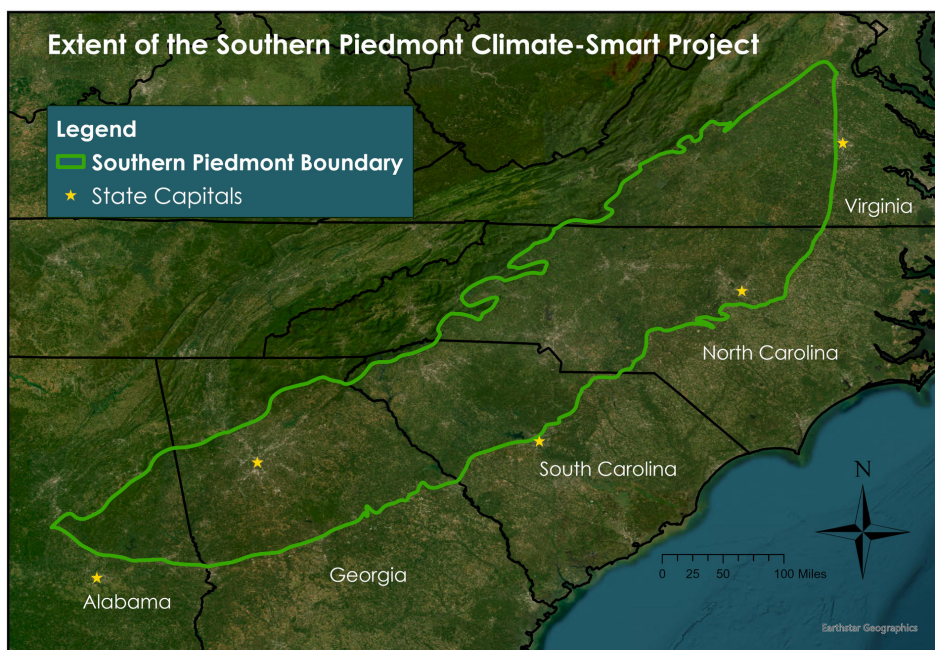 Extent of the Southern Piedmont Climate-Smart Project
Legend
Southern Piedmont Boundary
State Capitals
Virginia
North Carolina
South Carolina
Georgia
Alabama
N
0 25 50 100 Miles
Earthstar Geographics